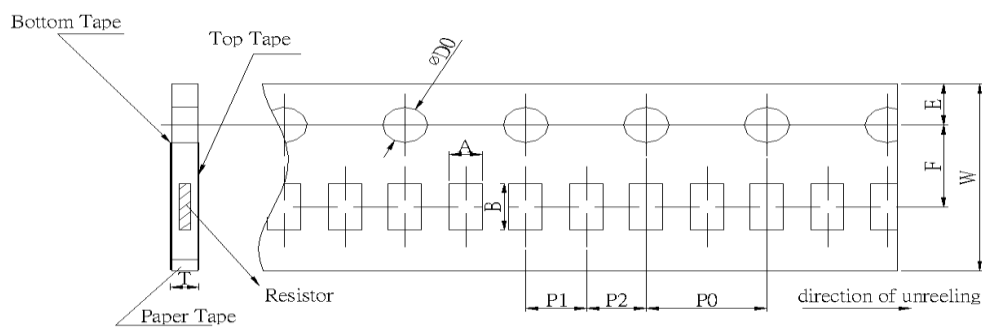 Bottom Tape
Top Tape
øD0
A
B
E
F
W
T
Resistor
Paper Tape
P1
P2
P0
direction of unreeling